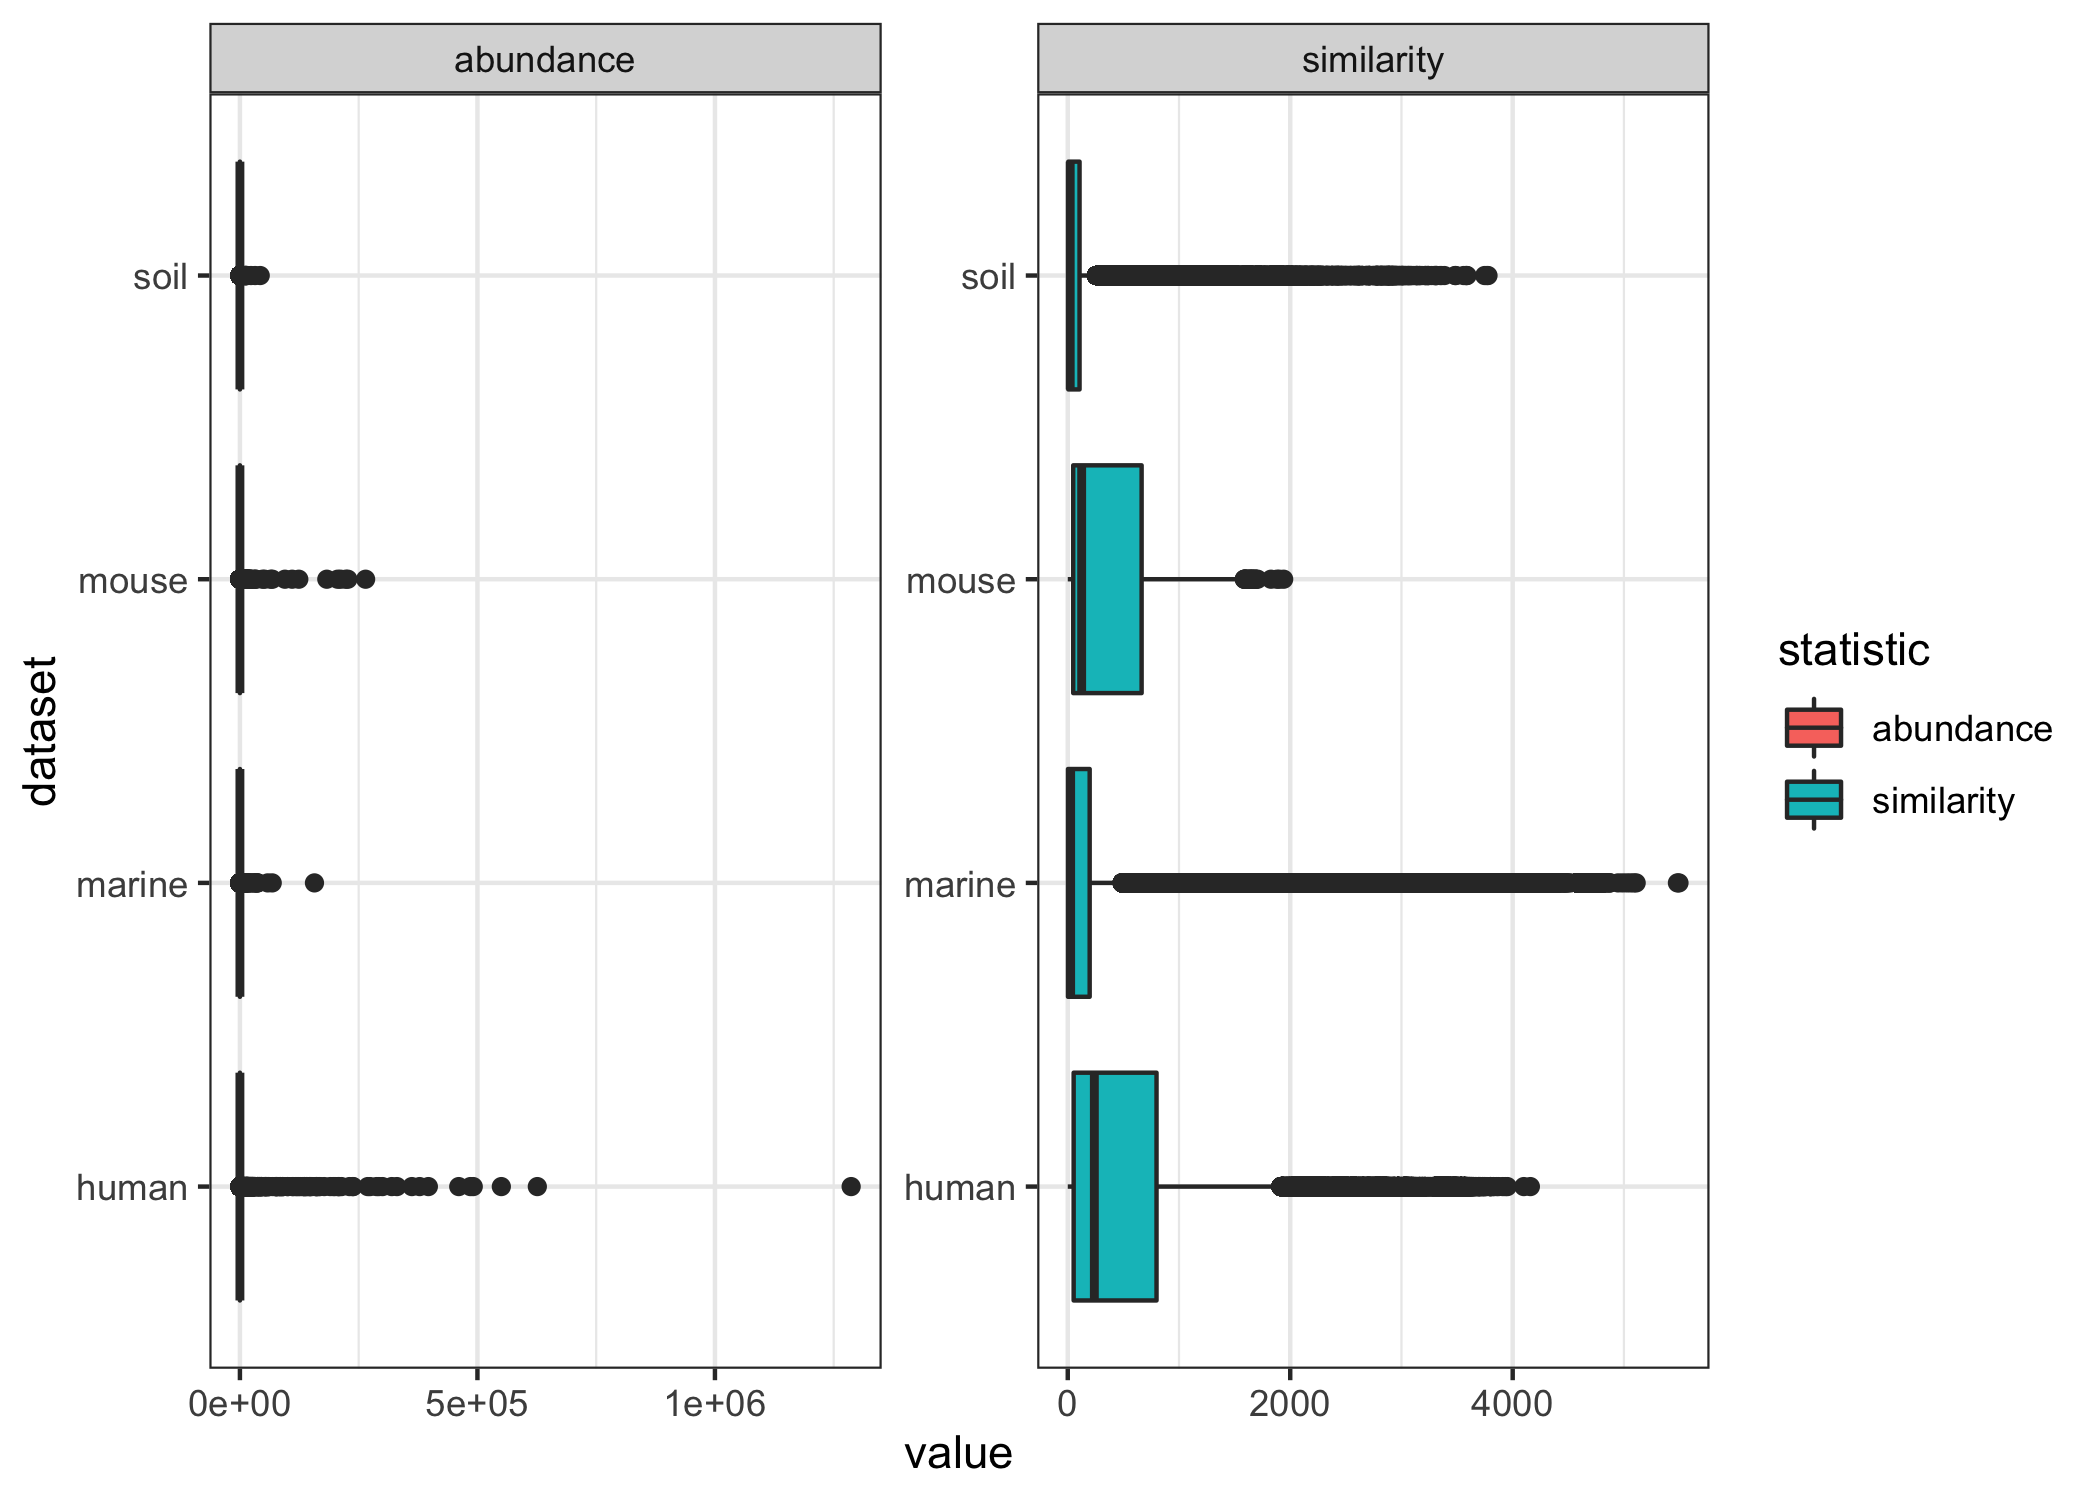 abundance
similarity
soil
mouse
marine
human
soil
mouse
marine
human
dataset
0e+00 5e+05 1e+06
0 2000 4000
value
statistic
abundance
similarity